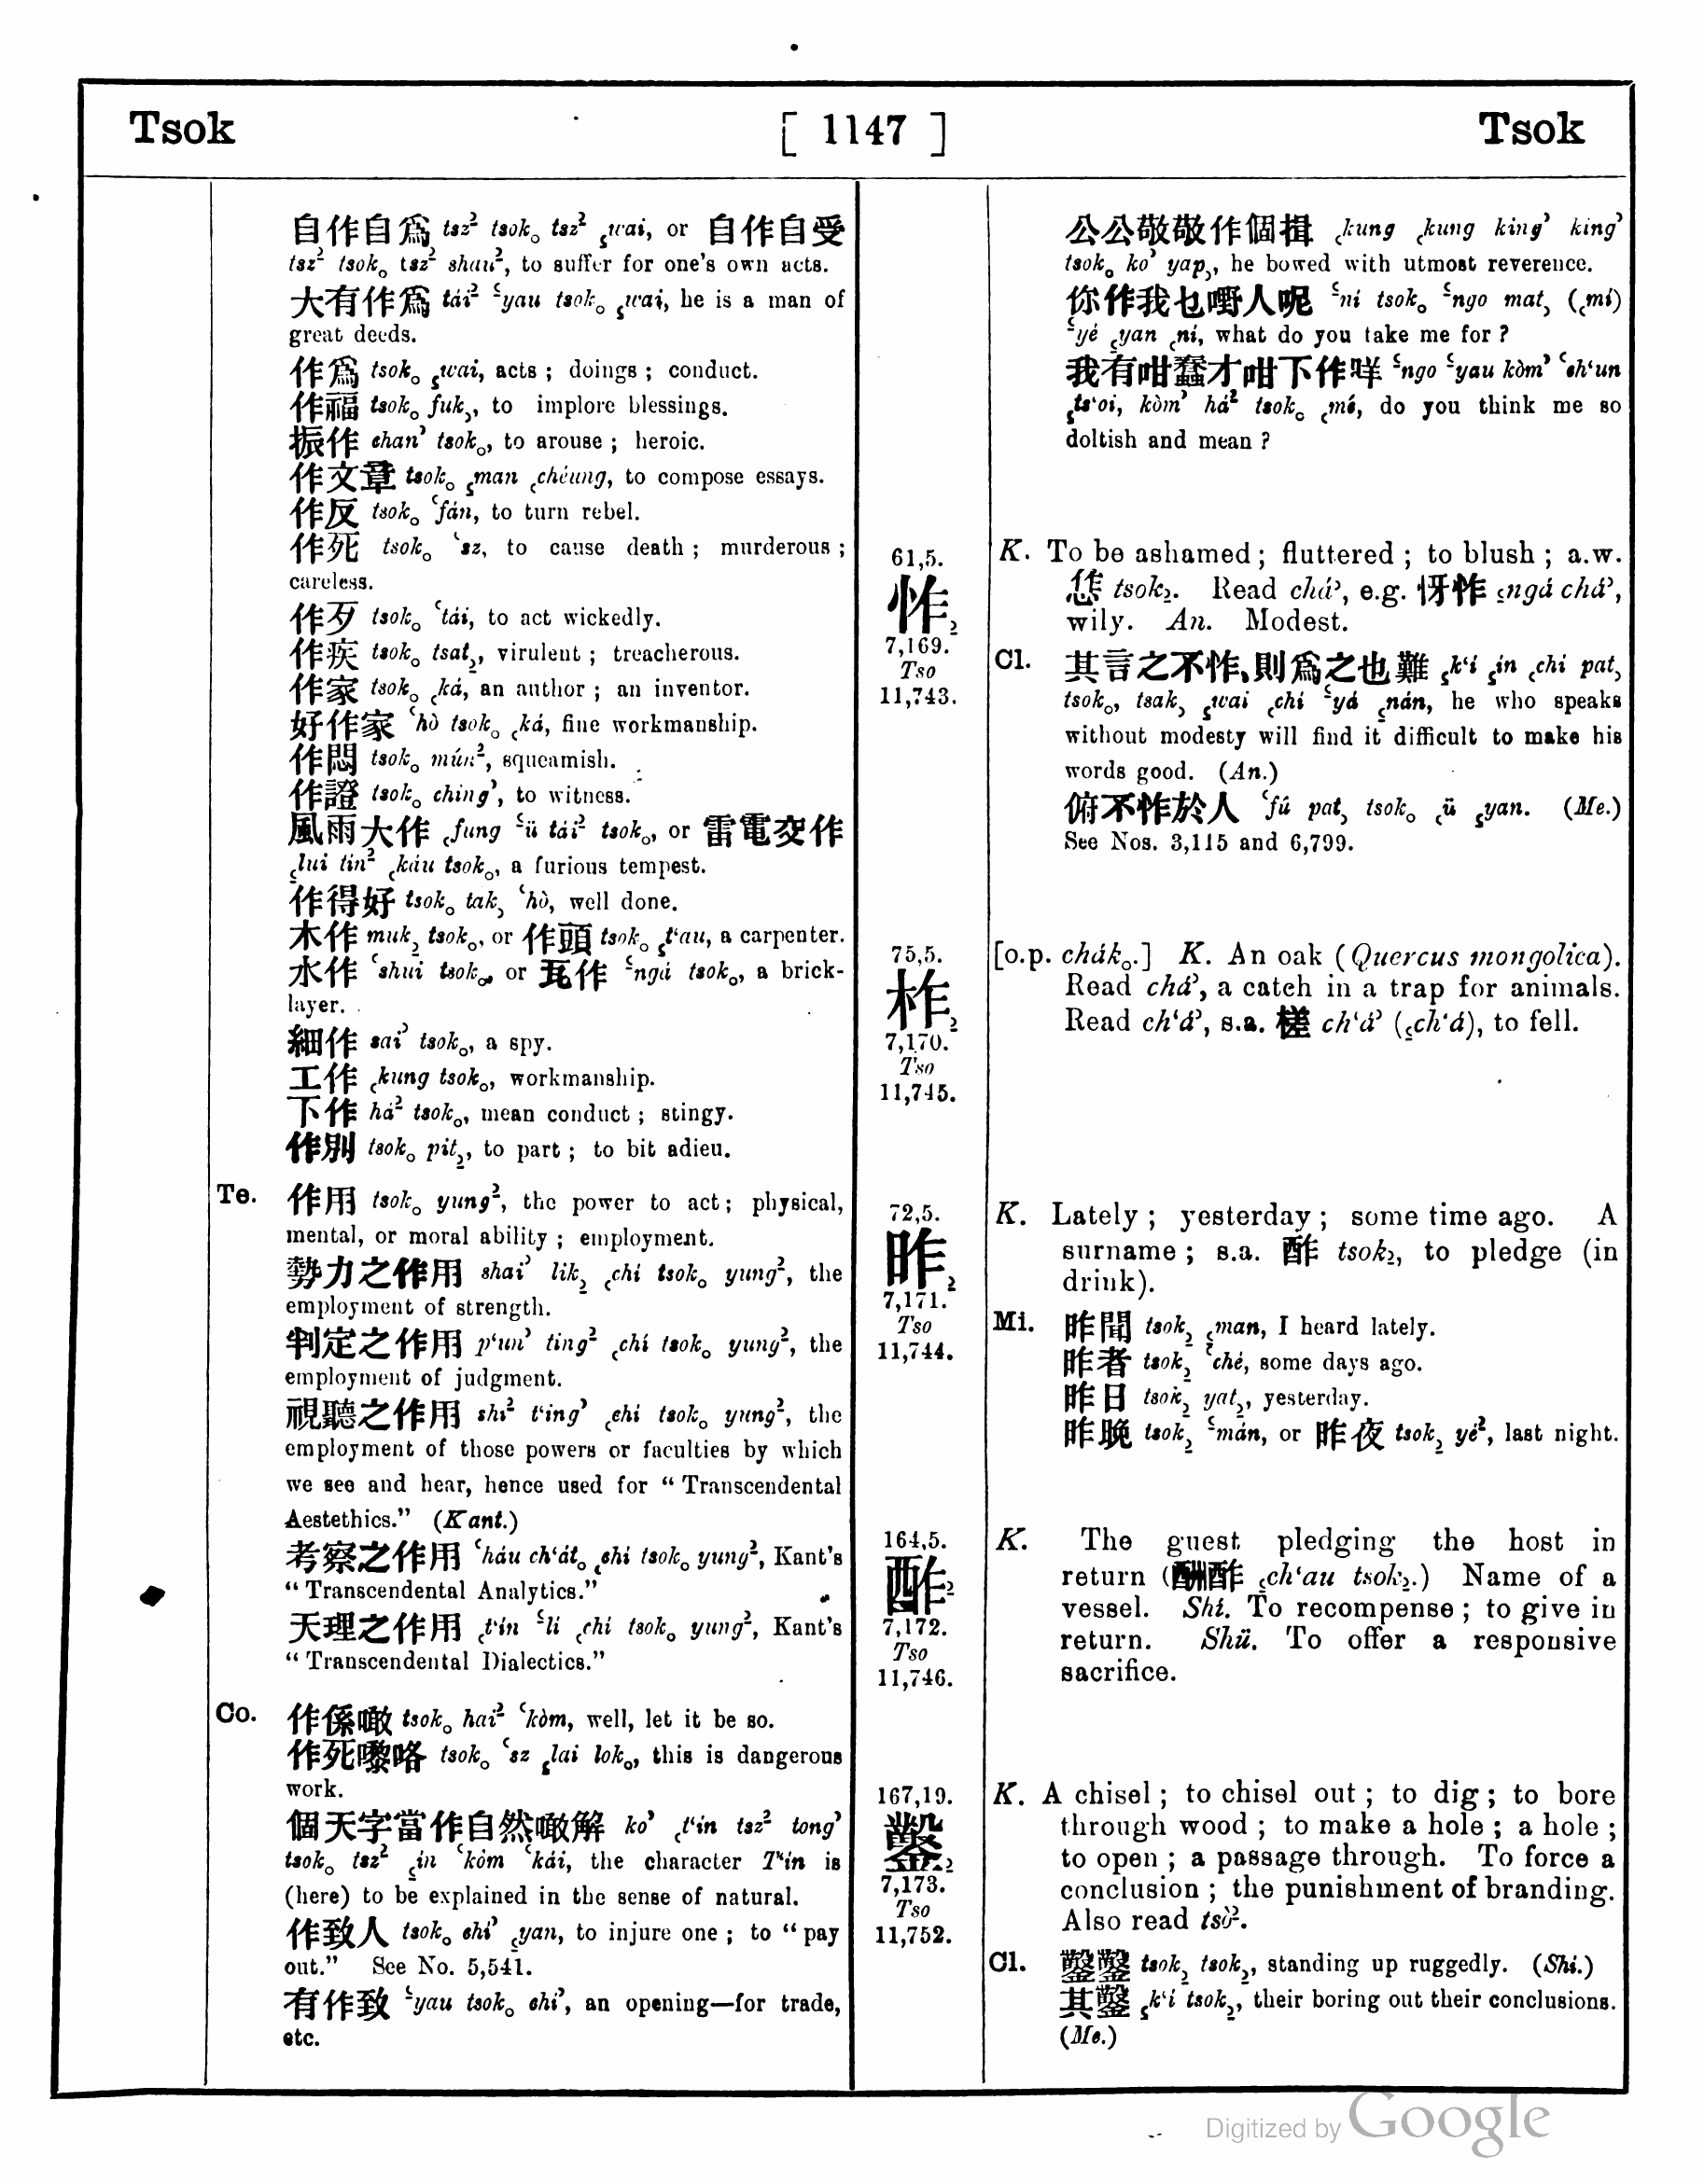 Tsok [ 1147 ] Tsok
自作自爲 tsz² tsok。 tsz² ꜁wai, or 自作自受
tsz² tsok。 tsz² shau², to suffer for one's own acts.
大有作爲 tái² ꜃yau tsok。 ꜁wai, he is a man of
great deeds.
作爲 tsok。 ꜁wai, acts ; doings ; conduct.
作福 tsok。 fuk꜆, to implore blessings.
振作 chan꜄ tsok。, to arouse ; heroic.
作文章 tsok。 ꜁man ꜀chéung, to compose essays.
作反 tsok。 ꜂fán, to turn rebel.
作死 tsok。 ꜂sz, to cause death ; murderous ;
careless.
作歹 tsok。 ꜂tái, to act wickedly.
作疾 tsok。 tsat꜇, virulent ; treacherous.
作家 tsok。 ꜀ká, an author ; an inventor.
好作家 ꜂hò tsok。 ꜀ká, fine workmanship.
作悶 tsok。 mún², squeamish.
作證 tsok。 ching꜄, to witness.
風雨大作 ꜀fung ꜃ü tái² tsok。, or 雷電交作
꜁lui tín² ꜀káu tsok。, a furious tempest.
作得好 tsok。 tak꜆ ꜂hò, well done.
木作 muk꜇ tsok。, or 作頭 tsok。 ꜁t‘au, a carpenter.
水作 ꜂shui tsok。, or 瓦作 ꜃ngá tsok。, a brick-
layer.
細作 sai꜄ tsok。, a spy.
工作 ꜀kung tsok。, workmanship.
下作 há² tsok。, mean conduct ; stingy.
作別 tsok。 pit꜇, to part ; to bit adieu.
Te. 作用 tsok。 yung², the power to act ; physical,
mental, or moral ability ; employment.
勢力之作用 shai꜄ lik꜇ ꜀chi tsok。 yung², the
employment of strength.
判定之作用 p‘un꜄ ting² ꜀chí tsok。 yung², the
employment of judgment.
視聽之作用 shi² t‘ing꜄ ꜀chi tsok。 yung², the
employment of those powers or faculties by which
we see and hear, hence used for “ Transcendental
Aestethics.” (Kant.)
考察之作用 ꜂háu ch‘át。 ꜀chi tsok。 yung², Kant's
“ Transcendental Analytics.”
天理之作用 ꜀t‘in ꜃li ꜀chi tsok。 yung², Kant's
“ Transcendental Dialectics.”
Co. 作係噉 tsok。 hai² ꜂kòm, well, let it be so.
作死嚟咯 tsok。 ꜂sz ꜁lai lok。, this is dangerous
work.
個天字當作自然噉解 ko꜄ ꜀t‘in tsz² tong꜄
tsok。 tsz² ꜁in ꜂kòm ꜂kái, the character T‘in is
(here) to be explained in the sense of natural.
作致人 tsok。 chi꜄ ꜁yan, to injure one ; to “ pay
out.” See No. 5,541.
有作致 ꜃yau tsok。 chi꜄, an opening—for trade,
etc.
公公敬敬作個揖 ꜀kung ꜀kung king꜄ king꜄
tsok。 ko꜄ yap꜆, he bowed with utmost reverence.
你作我乜嘢人呢 ꜃ní tsok。 ꜃ngo mat꜆ (꜀mí)
꜃yé ꜁yan ꜀ní, what do you take me for ?
我有咁蠢才咁下作咩 ꜃ngo ꜃yau kòm꜄ ꜂ch‘un
꜁ts‘oi, kòm꜄ há² tsok。 ꜀mé, do you think me so
doltish and mean ?
61,5.
怍꜇
7,169.
Tso
11,743.
K. To be ashamed ; fluttered ; to blush ; a.w.
㤰 tsok꜇. Read chá꜄, e.g. 怍 ꜁ngá chá꜄,
wily. An. Modest.
Cl. 其言之不怍、則爲之也難 ꜁k‘í ꜁in ꜀chi pat꜆
tsok。, tsak꜆ ꜁wai ꜀chí ꜃yá ꜁nán, he who speaks
without modesty will find it difficult to make his
words good. (An.)
俯不怍於人 ꜂fú pat꜆ tsok。 ꜀ü ꜁yan. (Me.)
See Nos. 3,115 and 6,799.
75,5.
柞꜇
7,170.
Tso
11,745.
[o.p. chák。.] K. An oak (Quercus mongolica).
Read chá꜄, a catch in a trap for animals.
Read ch‘á꜄, s.a. 槎 ch‘á꜄ (꜁ch‘á), to fell.
72,5.
昨꜇
7,171.
Tso
11,744.
K. Lately ; yesterday ; some time ago. A
surname ; s.a. 酢 tsok꜇, to pledge (in
drink).
Mi. 昨聞 tsok꜇ ꜁man, I heard lately.
昨者 tsok꜇ ꜂ché, some days ago.
昨日 tsok꜇ yat꜇, yesterday.
昨晚 tsok꜇ ꜃mán, or 昨夜 tsok꜇ yé², last night.
164,5.
酢꜇
7,172.
Tso
11,746.
K. The guest pledging the host in
return (酬酢 ꜁ch‘au tsok꜇.) Name of a
vessel. Shi. To recompense ; to give in
return. Shü. To offer a responsive
sacrifice.
167,19.
鑿꜇
7,173.
Tso
11,752.
K. A chisel ; to chisel out ; to dig ; to bore
through wood ; to make a hole ; a hole ;
to open ; a passage through. To force a
conclusion ; the punishment of branding.
Also read tsò².
Cl. 鑿鑿 tsok꜇ tsok꜇, standing up ruggedly. (Shi.)
其鑿 ꜁k‘í tsok꜇, their boring out their conclusions.
(Me.)
Digitized by Google